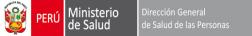 PERÚ
Ministerio
de Salud
Dirección General
de Salud de las Personas